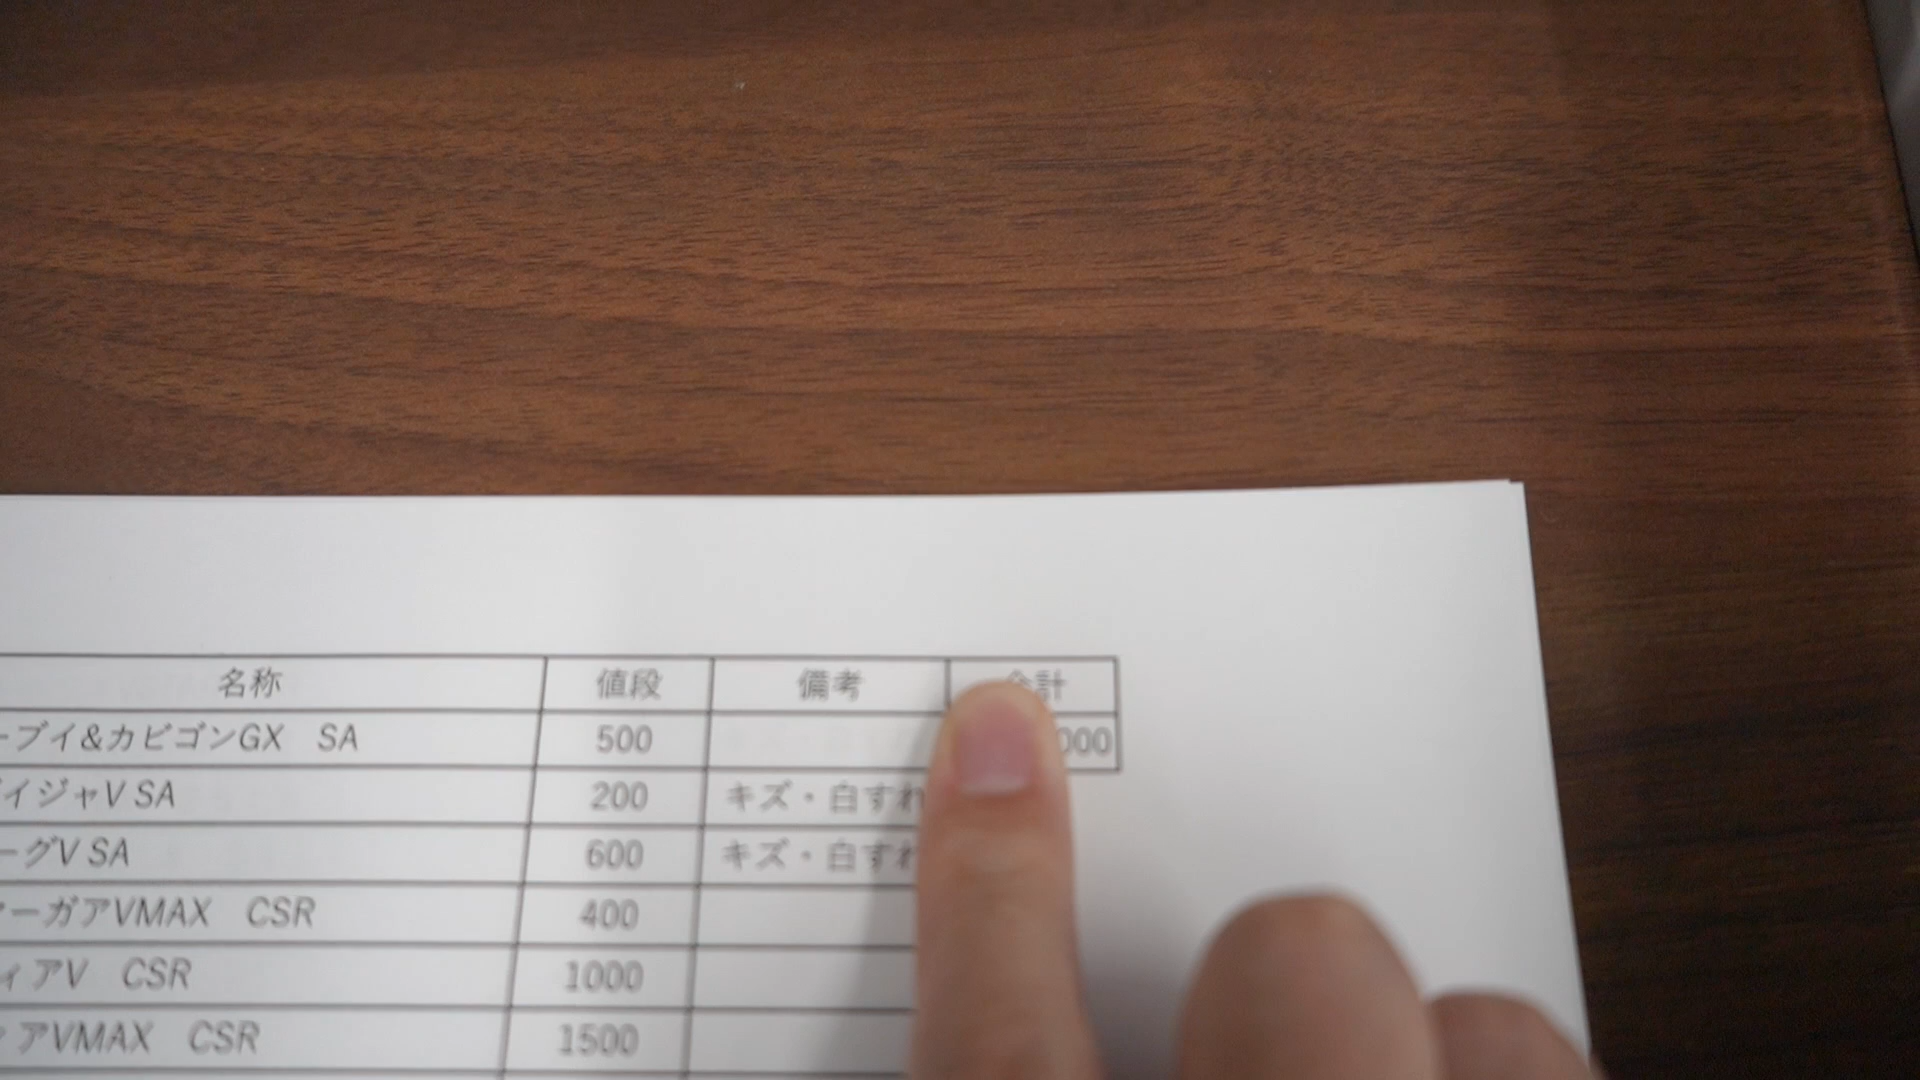 名称 値段 備考 合計
ーブイ&カビゴンGX SA 500 000
イジャV SA 200 キズ・白すれ
ーグV SA 600 キズ・白すれ
ーガアVMAX CSR 400
ィアV CSR 1000
アVMAX CSR 1500